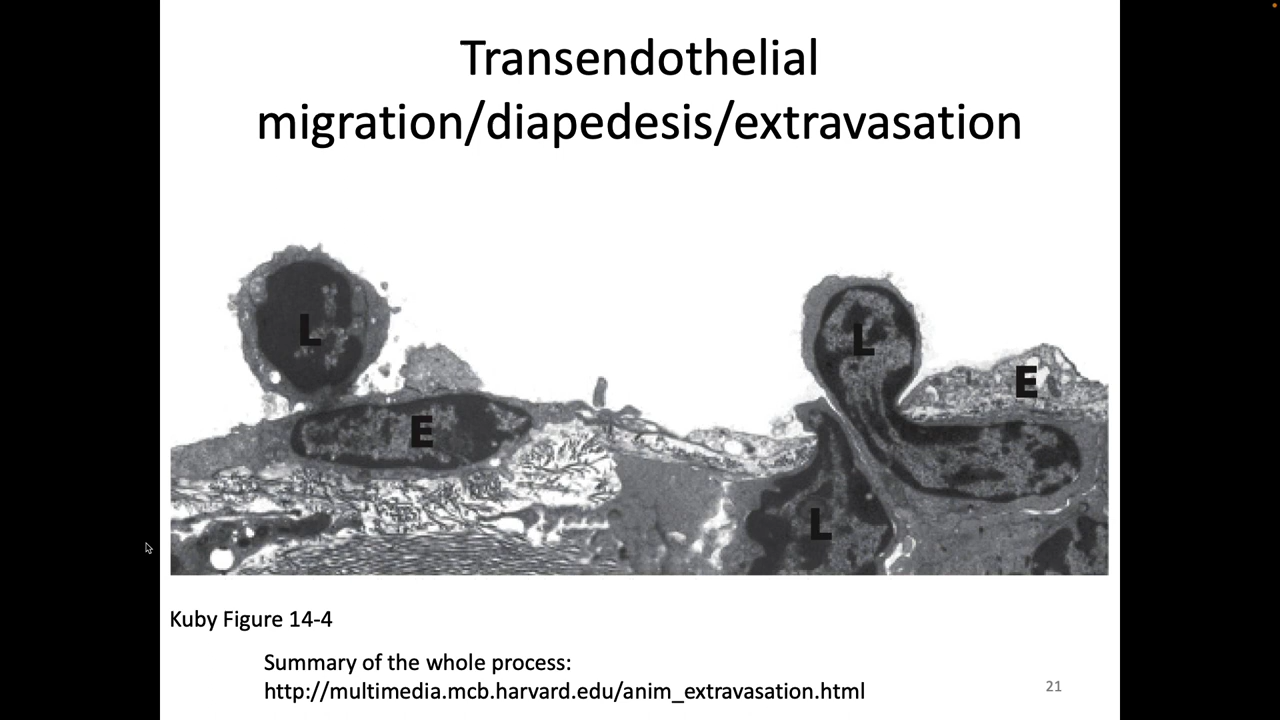 Transendothelial
migration/diapedesis/extravasation
L
L
E
E
L
Kuby Figure 14-4
Summary of the whole process:
http://multimedia.mcb.harvard.edu/anim_extravasation.html
21